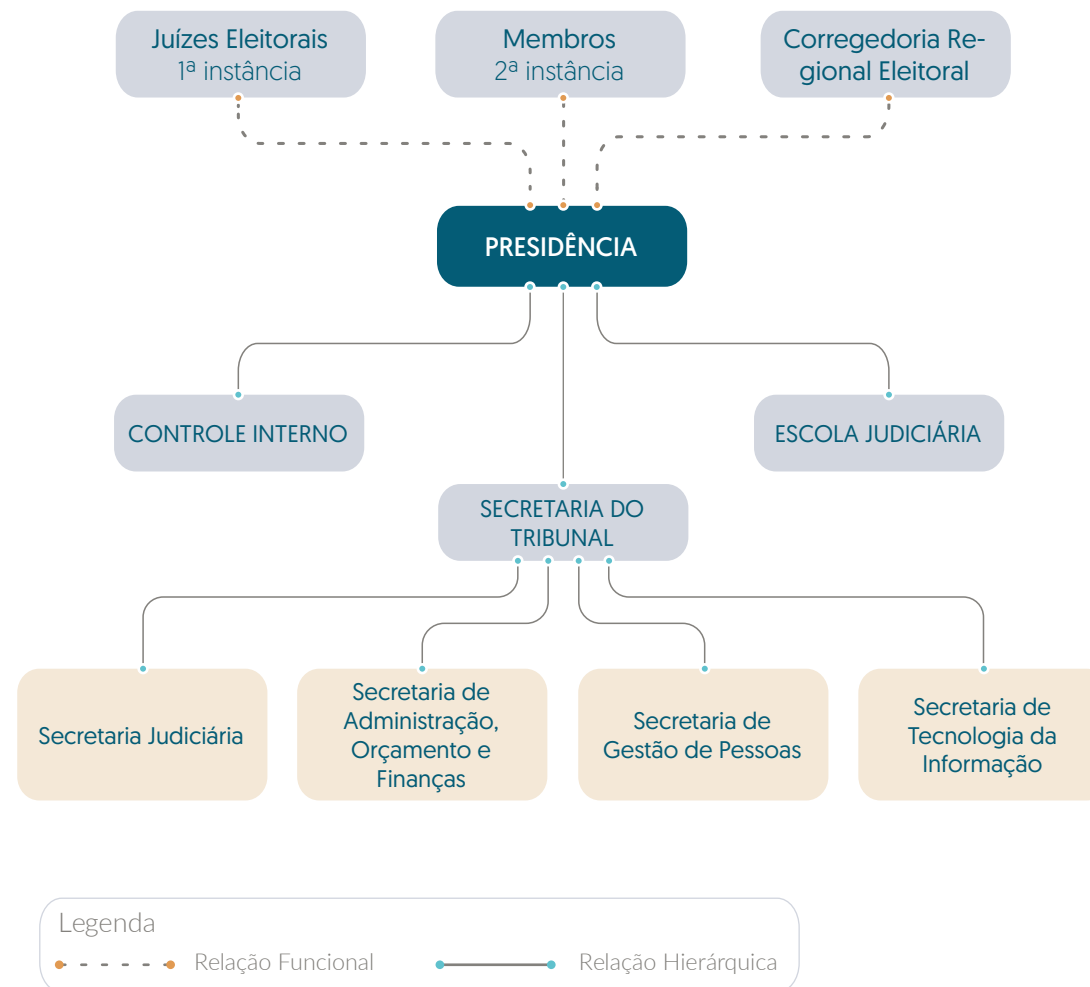 Juízes Eleitorais
1ª instância
Membros
2ª instância
Corregedoria Re-
gional Eleitoral
PRESIDÊNCIA
CONTROLE INTERNO
ESCOLA JUDICIÁRIA
SECRETARIA DO
TRIBUNAL
Secretaria Judiciária
Secretaria de
Administração,
Orçamento e
Finanças
Secretaria de
Gestão de Pessoas
Secretaria de
Tecnologia da
Informação
Legenda
Relação Funcional
Relação Hierárquica